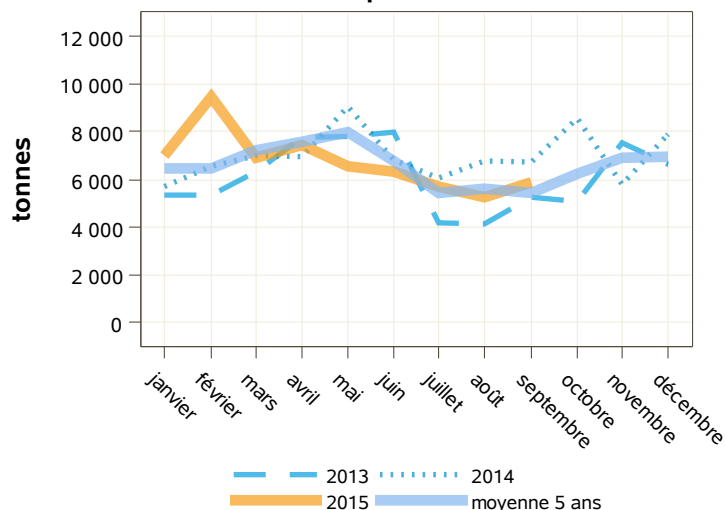 12 000
10 000
8 000
6 000
4 000
2 000
0
tonnes
janvier
février
mars
avril
mai
juin
juillet
août
septembre
octobre
novembre
décembre
2013 2014
2015 moyenne 5 ans